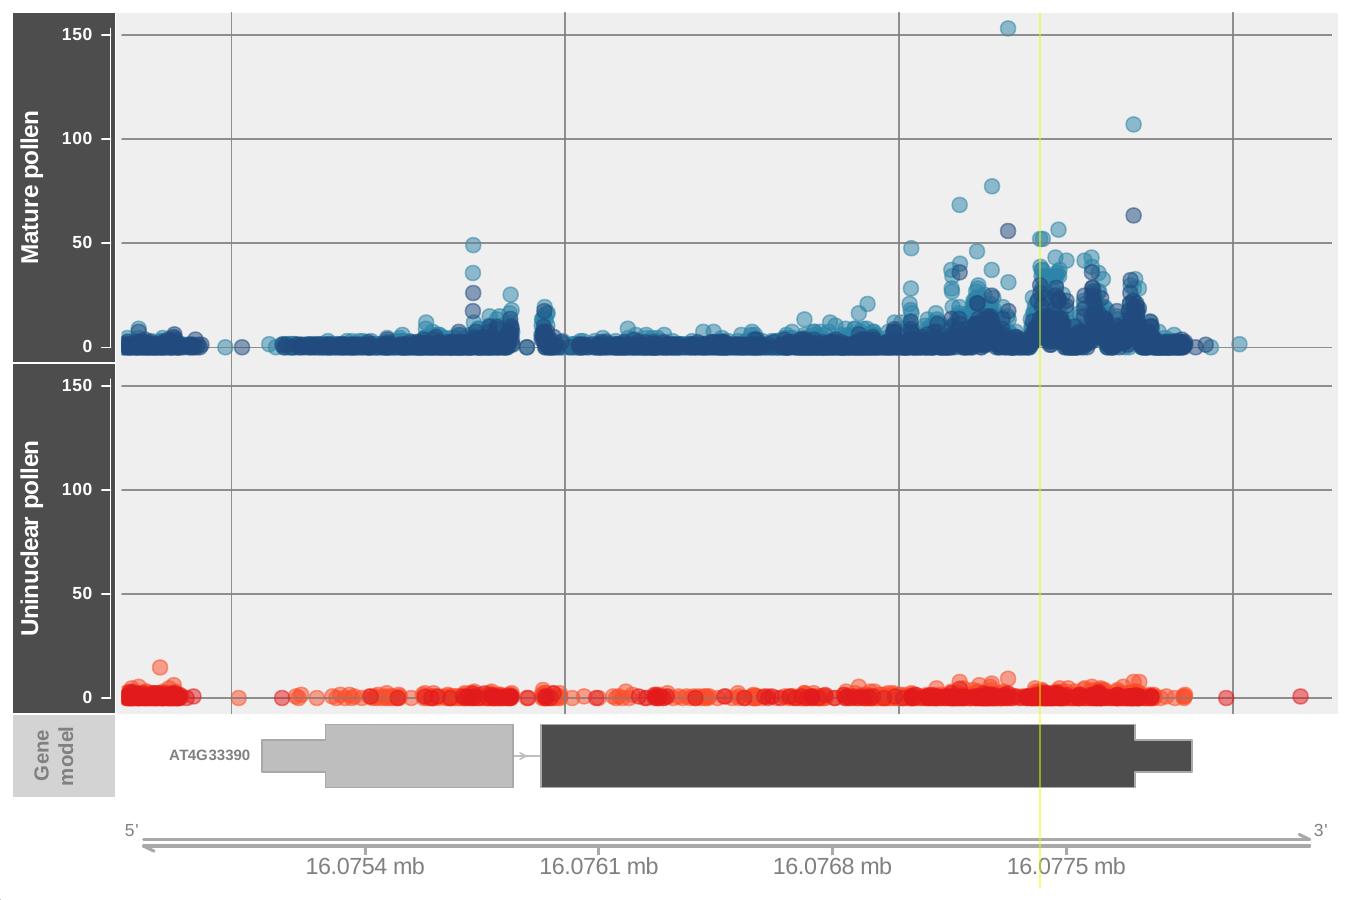 Mature pollen
150
100
50
0
Uninuclear pollen
150
100
50
0
Gene
model
AT4G33390
5'
3'
16.0754 mb
16.0761 mb
16.0768 mb
16.0775 mb